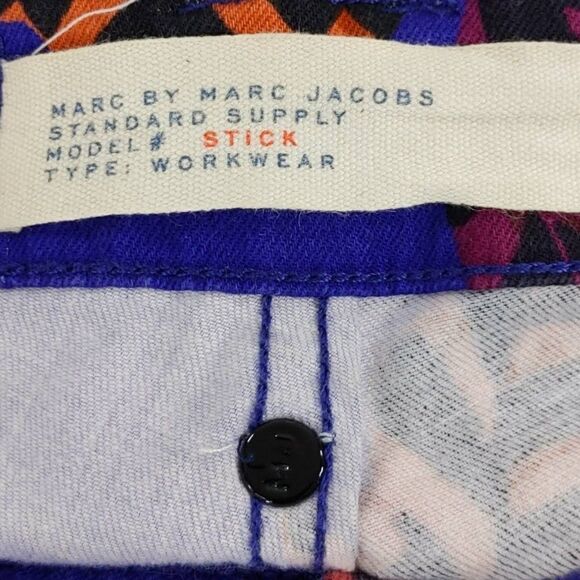 MARC BY MARC JACOBS
STANDARD SUPPLY
MODEL# STICK
TYPE: WORKWEAR